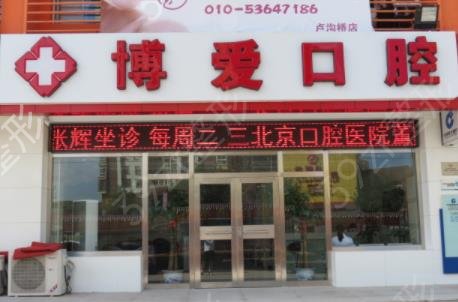 010-53647186
卢沟桥店
博爱口腔
张辉坐诊 每周二 三北京口腔医院董